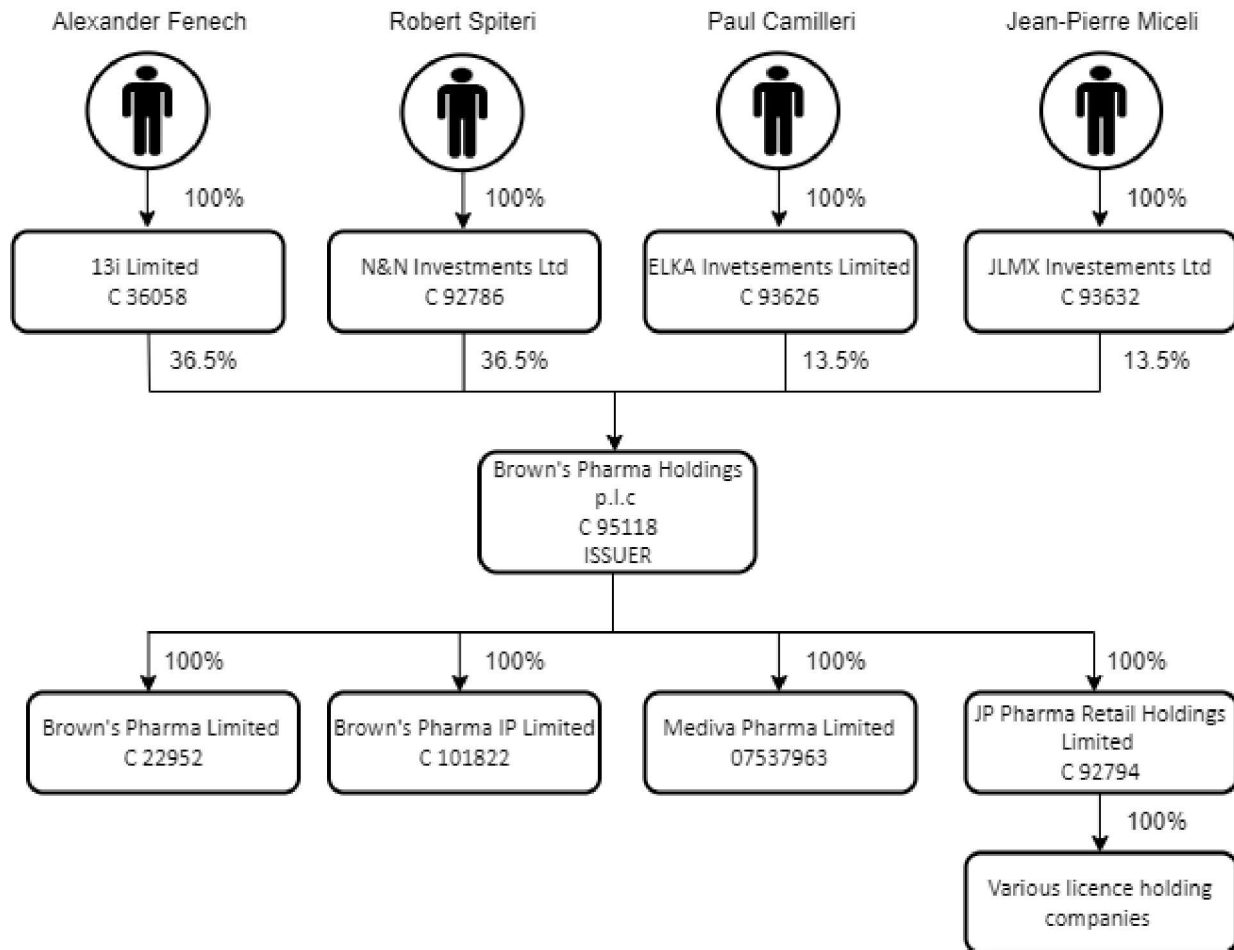 Alexander Fenech
Robert Spiteri
Paul Camilleri
Jean-Pierre Miceli
100%
100%
100%
100%
13i Limited
C 36058
N&N Investments Ltd
C 92786
ELKA Invetsements Limited
C 93626
JLMX Investements Ltd
C 93632
36.5%
36.5%
13.5%
13.5%
Brown's Pharma Holdings
p.l.c
C 95118
ISSUER
100%
100%
100%
100%
Brown's Pharma Limited
C 22952
Brown's Pharma IP Limited
C 101822
Mediva Pharma Limited
07537963
JP Pharma Retail Holdings
Limited
C 92794
100%
Various licence holding
companies